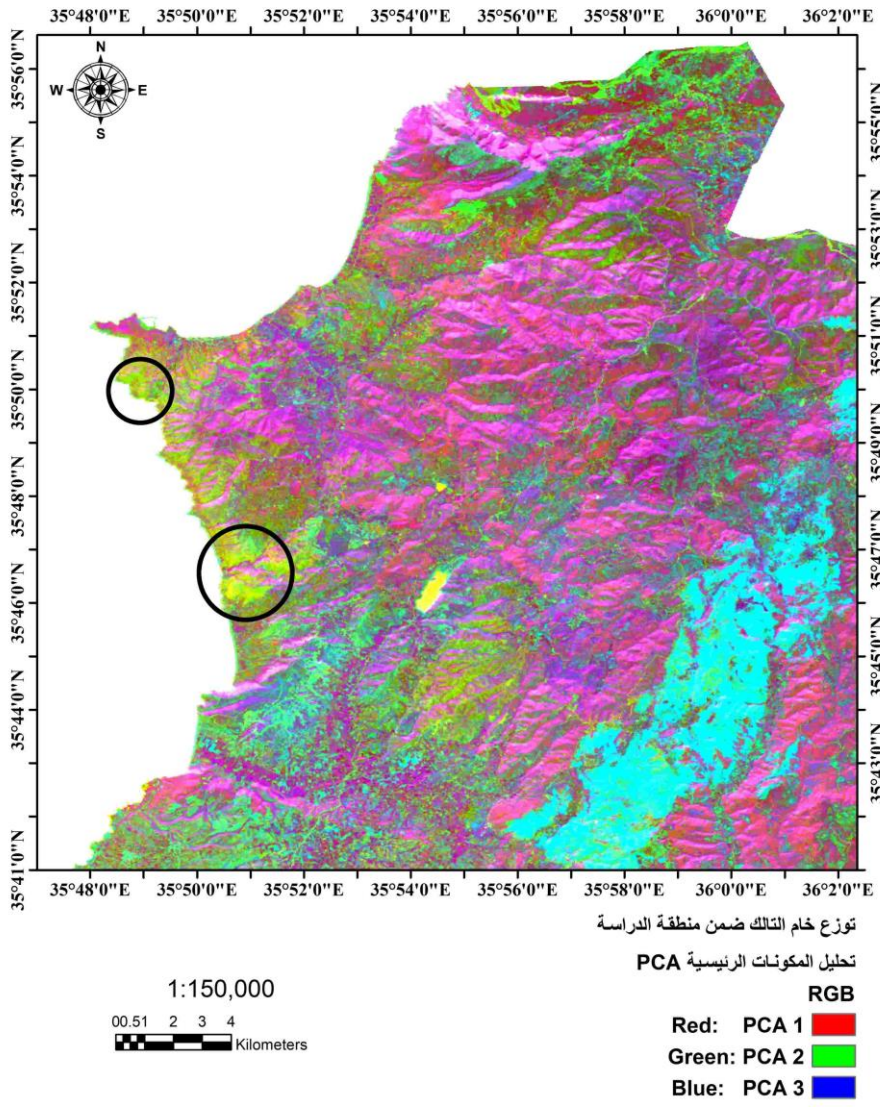 35°48'0"E 35°50'0"E 35°52'0"E 35°54'0"E 35°56'0"E 35°58'0"E 36°0'0"E 36°2'0"E
N
W E
S
35°56'0"N
35°54'0"N
35°52'0"N
35°50'0"N
35°48'0"N
35°46'0"N
35°44'0"N
35°41'0"N
35°55'0"N
35°53'0"N
35°51'0"N
35°49'0"N
35°47'0"N
35°45'0"N
35°43'0"N
35°48'0"E 35°50'0"E 35°52'0"E 35°54'0"E 35°56'0"E 35°58'0"E 36°0'0"E 36°2'0"E
توزع خام التالك ضمن منطقة الدراسة
تحليل المكونات الرئيسية PCA
RGB
Red: PCA 1
Green: PCA 2
Blue: PCA 3
1:150,000
00.51 2 3 4
Kilometers